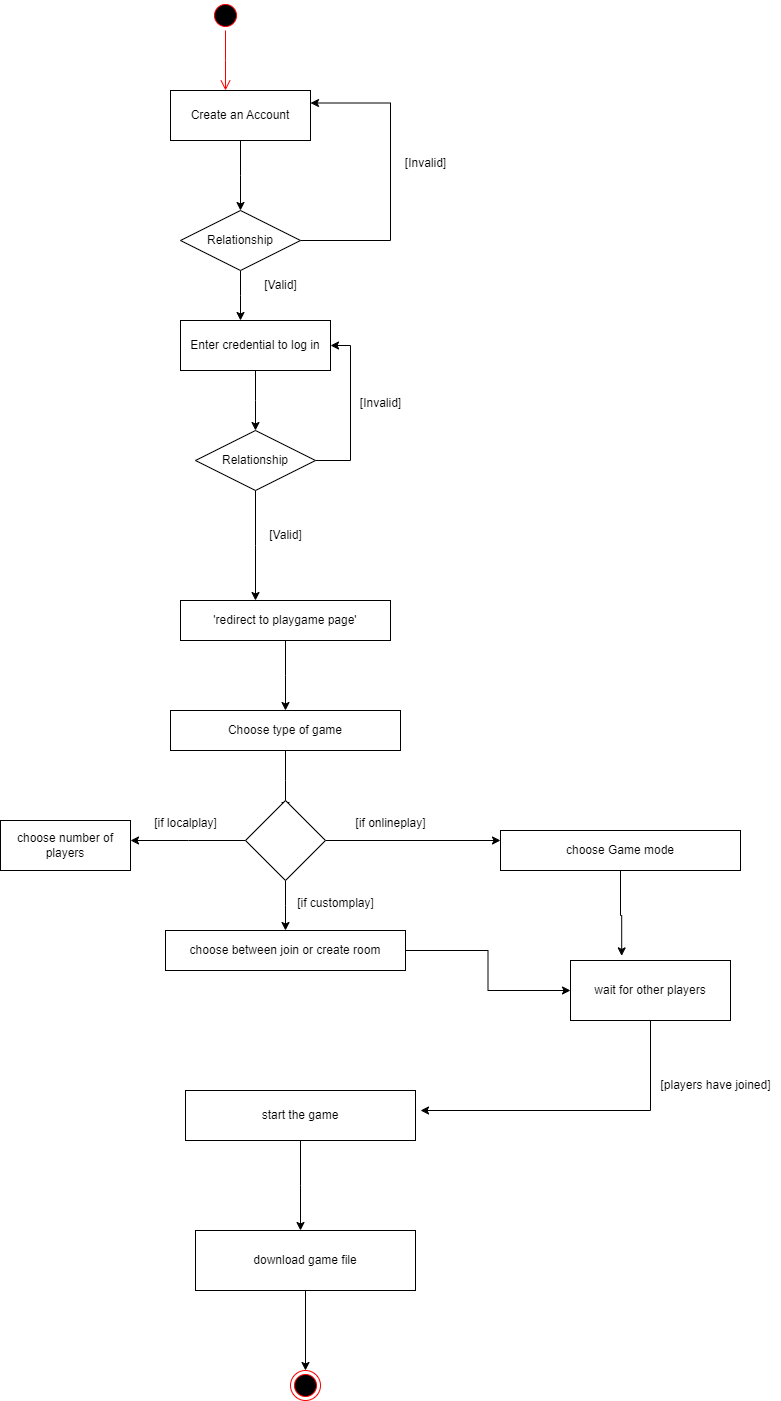 Create an Account
[Invalid]
Relationship
[Valid]
Enter credential to log in
[Invalid]
Relationship
[Valid]
'redirect to playgame page'
Choose type of game
[if localplay]
[if onlineplay]
choose number of
players
choose Game mode
[if customplay]
choose between join or create room
wait for other players
[players have joined]
start the game
download game file